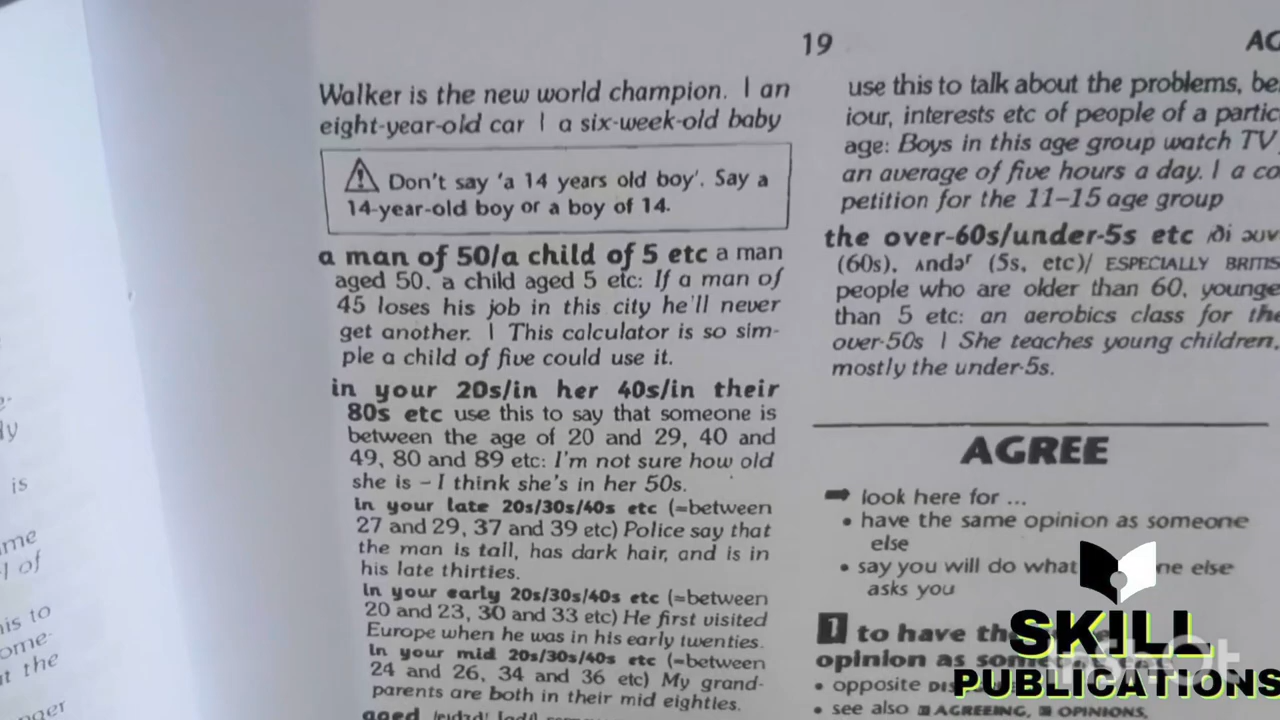 19
AG
Walker is the new world champion. | an
eight-year-old car | a six-week-old baby
Don't say 'a 14 years old boy'. Say a
14-year-old boy or a boy of 14.
a man of 50/a child of 5 etc a man
aged 50, a child aged 5 etc: If a man of
45 loses his job in this city he'll never
get another. | This calculator is so sim-
ple a child of five could use it.
in your 20s/in her 40s/in their
80s etc use this to say that someone is
between the age of 20 and 29, 40 and
49, 80 and 89 etc: I'm not sure how old
she is – I think she's in her 50s.
in your late 20s/30s/40s etc (=between
27 and 29, 37 and 39 etc) Police say that
the man is tall, has dark hair, and is in
his late thirties.
in your early 20s/30s/40s etc (=between
20 and 23, 30 and 33 etc) He first visited
Europe when he was in his early twenties.
In your mid 20s/30s/40s etc (=between
24 and 26, 34 and 36 etc) My grand-
parents are both in their mid eighties.
aged
use this to talk about the problems, be
iour, interests etc of people of a partic
age: Boys in this age group watch TV
an average of five hours a day. | a co
petition for the 11–15 age group
the over-60s/under-5s etc /ði əʊv
(60s), ʌndəʳ (5s, etc)/ ESPECIALLY BRITIS
people who are older than 60, younge
than 5 etc: an aerobics class for the
over-50s | She teaches young children,
mostly the under-5s.
AGREE
➡ look here for ...
• have the same opinion as someone
else
• say you will do what ne else
asks you
1 to have the
opinion as
• opposite
• see also AGREEING, OPINIONS,
SKILL
PUBLICATIONS